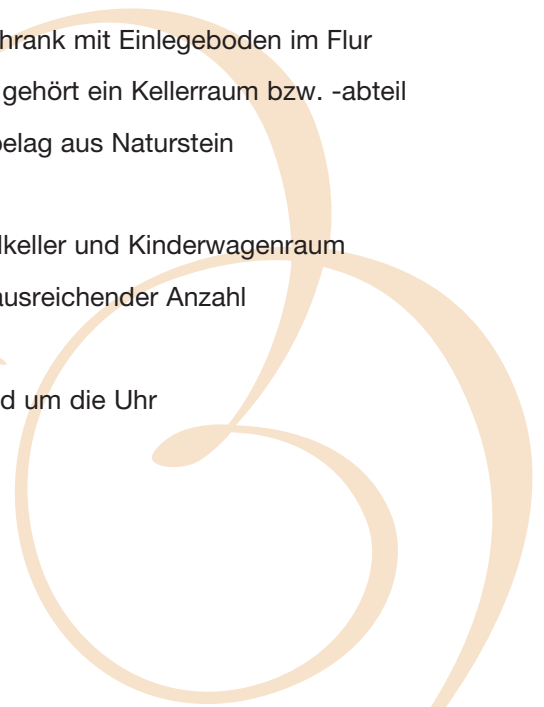 hrank mit Einlegeboden im Flur
gehört ein Kellerraum bzw. -abteil
belag aus Naturstein
lkeller und Kinderwagenraum
ausreichender Anzahl
d um die Uhr